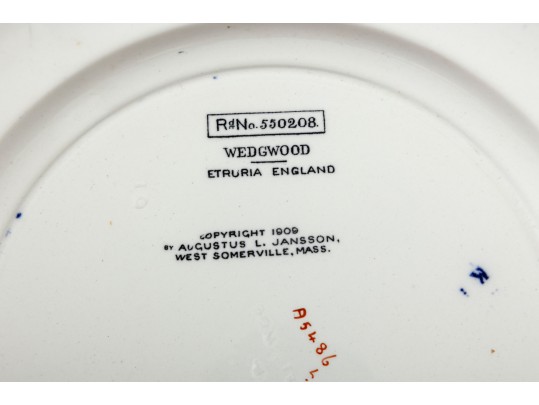 RᵈNo.550208.
WEDGWOOD
ETRURIA ENGLAND
COPYRIGHT 1909
BY AUGUSTUS L. JANSSON,
WEST SOMERVILLE, MASS.
A5486